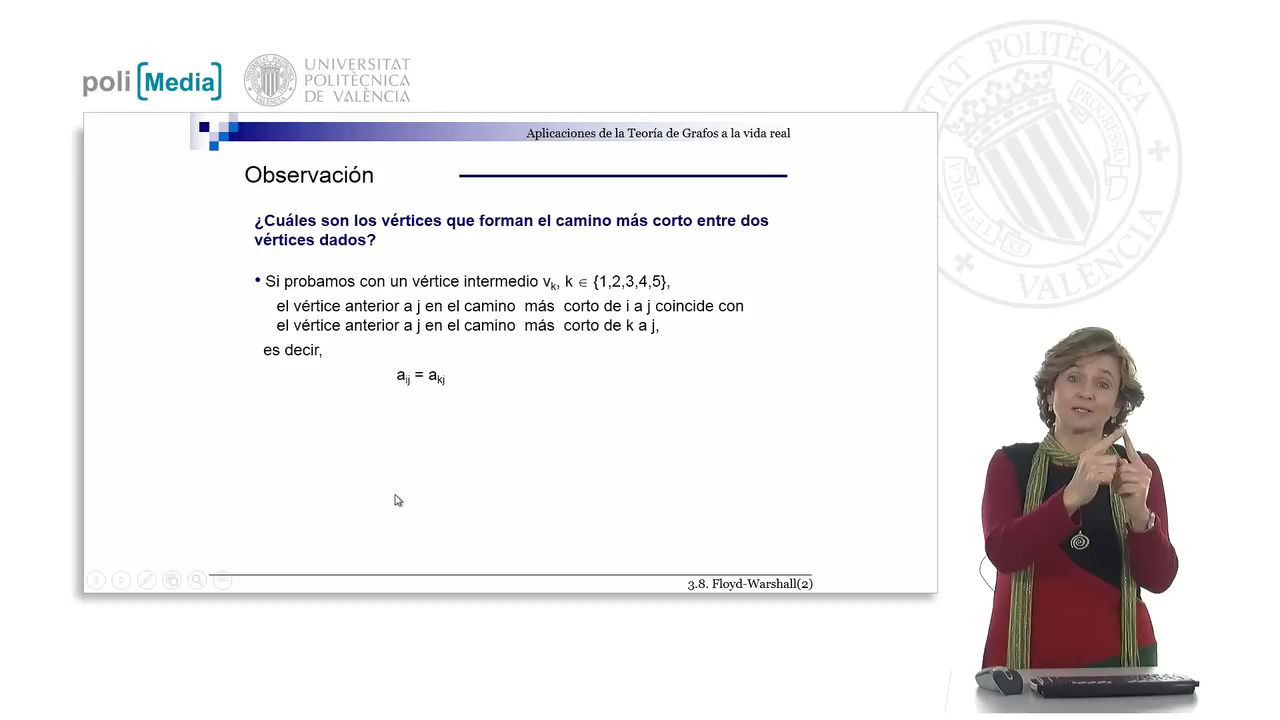 poli [Media]
UNIVERSITAT
POLITÈCNICA
DE VALÈNCIA
Aplicaciones de la Teoría de Grafos a la vida real
Observación
¿Cuáles son los vértices que forman el camino más corto entre dos
vértices dados?
• Si probamos con un vértice intermedio vk, k ∈ {1,2,3,4,5},
el vértice anterior a j en el camino más corto de i a j coincide con
el vértice anterior a j en el camino más corto de k a j,
es decir,
aij = akj
3.8. Floyd-Warshall(2)
POLITÈCNICA
VALÈNCIA